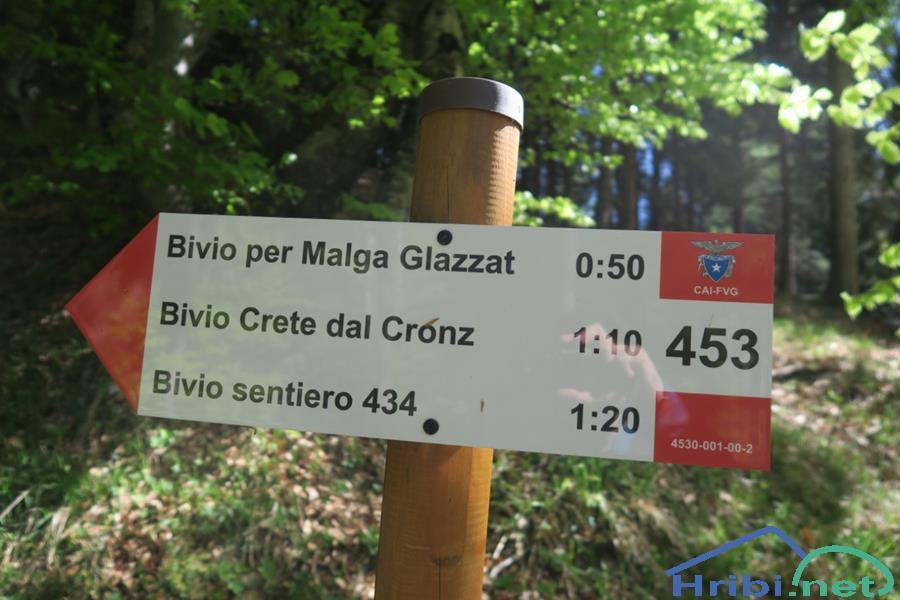 Bivio per Malga Glazzat 0:50
Bivio Crete dal Cronz 1:10
Bivio sentiero 434 1:20
CAI-FVG
453
4530-001-00-2
Hribi.net